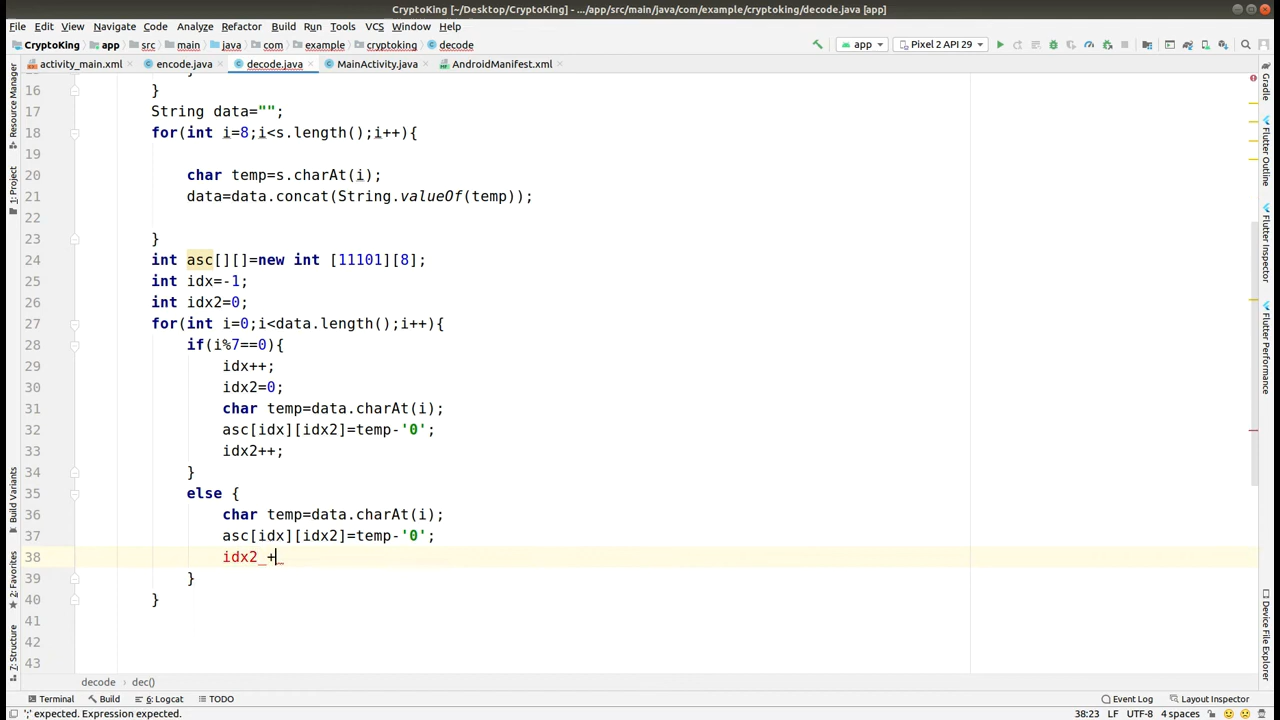 CryptoKing [~/Desktop/CryptoKing] - .../app/src/main/java/com/example/cryptoking/decode.java [app]
File Edit View Navigate Code Analyze Refactor Build Run Tools VCS Window Help
CryptoKing app src main java com example cryptoking decode app Pixel 2 API 29
activity_main.xml encode.java decode.java MainActivity.java AndroidManifest.xml
16 }
17 String data="";
18 for(int i=8;i<s.length();i++){
19
20 char temp=s.charAt(i);
21 data=data.concat(String.valueOf(temp));
22
23 }
24 int asc[][]=new int [11101][8];
25 int idx=-1;
26 int idx2=0;
27 for(int i=0;i<data.length();i++){
28 if(i%7==0){
29 idx++;
30 idx2=0;
31 char temp=data.charAt(i);
32 asc[idx][idx2]=temp-'0';
33 idx2++;
34 }
35 else {
36 char temp=data.charAt(i);
37 asc[idx][idx2]=temp-'0';
38 idx2 +
39 }
40 }
41
42
43
Resource Manager
1: Project
Build Variants
2: Favorites
7: Structure
Gradle
Flutter Outline
Flutter Inspector
Flutter Performance
Device File Explorer
decode dec()
Terminal Build 6: Logcat TODO Event Log Layout Inspector
';' expected. Expression expected. 38:23 LF UTF-8 4 spaces